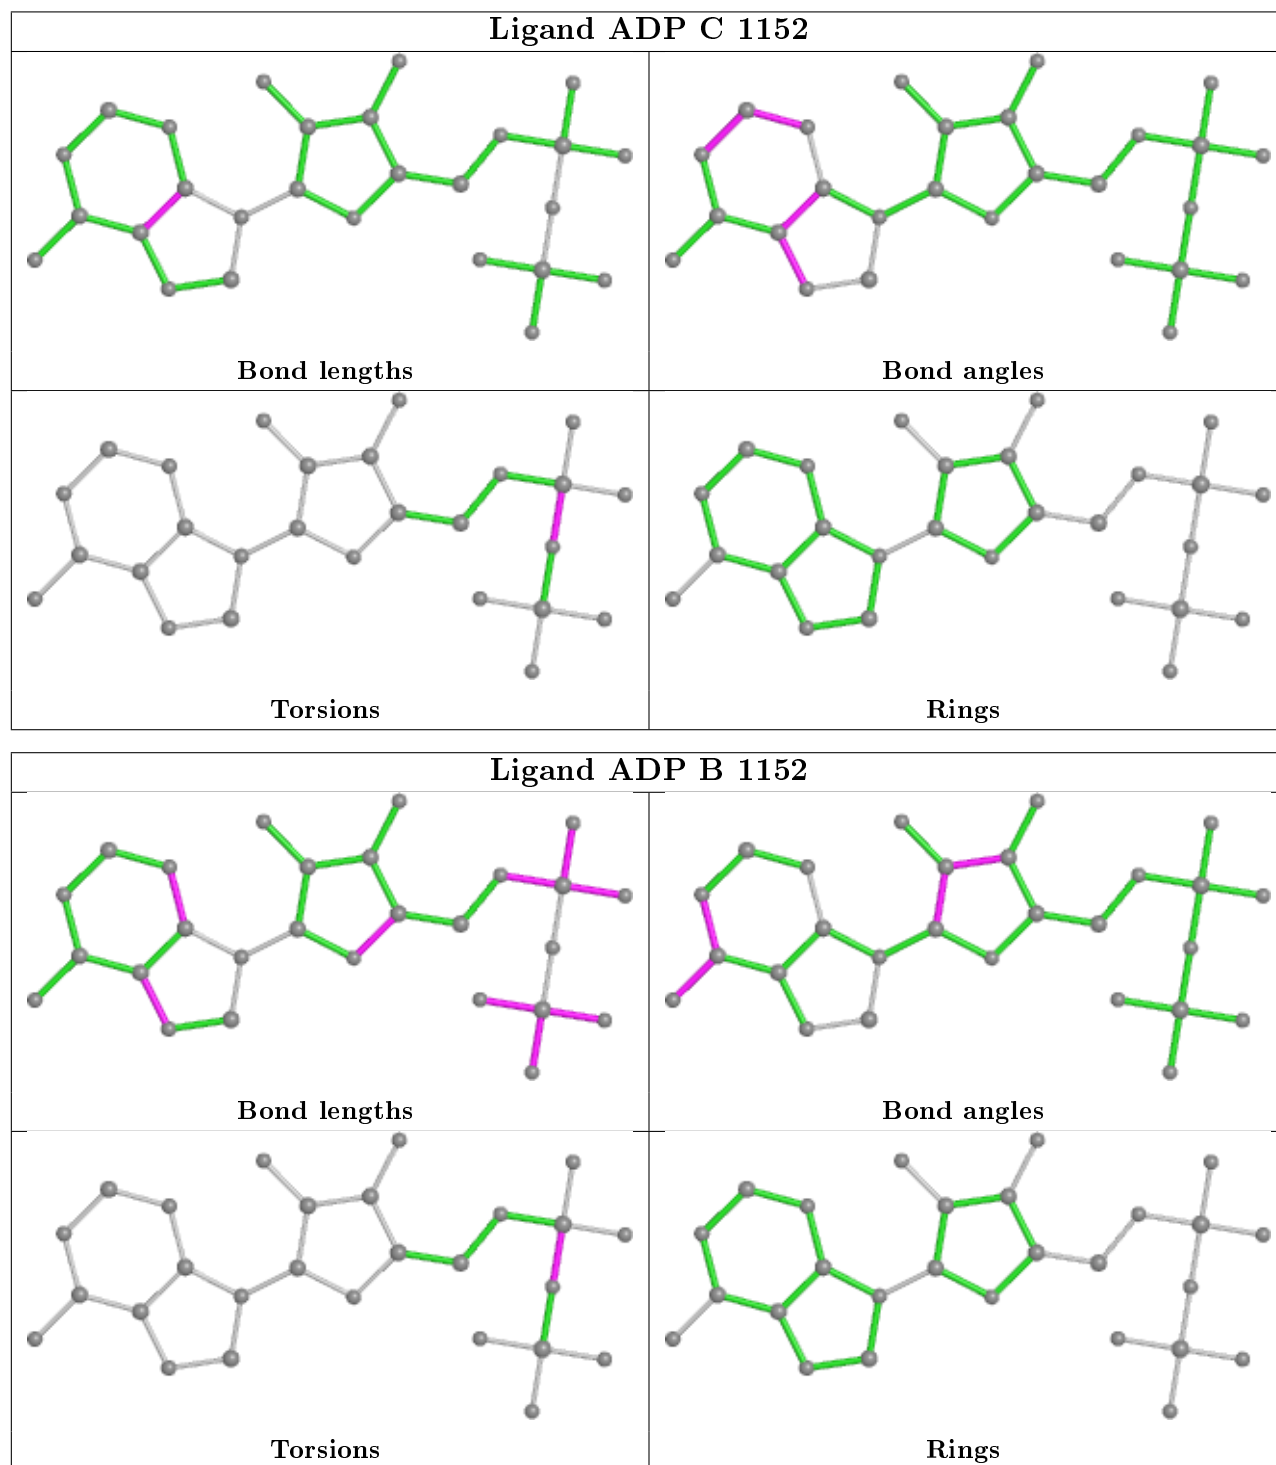 Ligand ADP C 1152
Bond lengths
Bond angles
Torsions
Rings
Ligand ADP B 1152
Bond lengths
Bond angles
Torsions
Rings